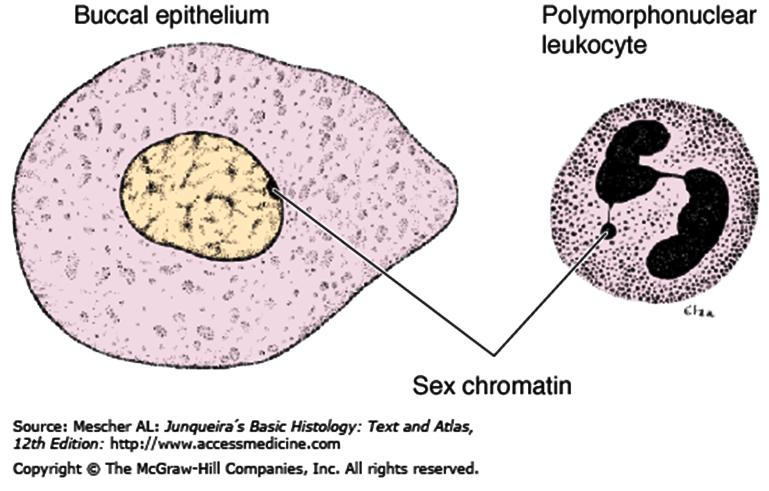 Buccal epithelium
Polymorphonuclear
leukocyte
Sex chromatin
Source: Mescher AL: Junqueira´s Basic Histology: Text and Atlas,
12th Edition: http://www.accessmedicine.com
Copyright © The McGraw-Hill Companies, Inc. All rights reserved.